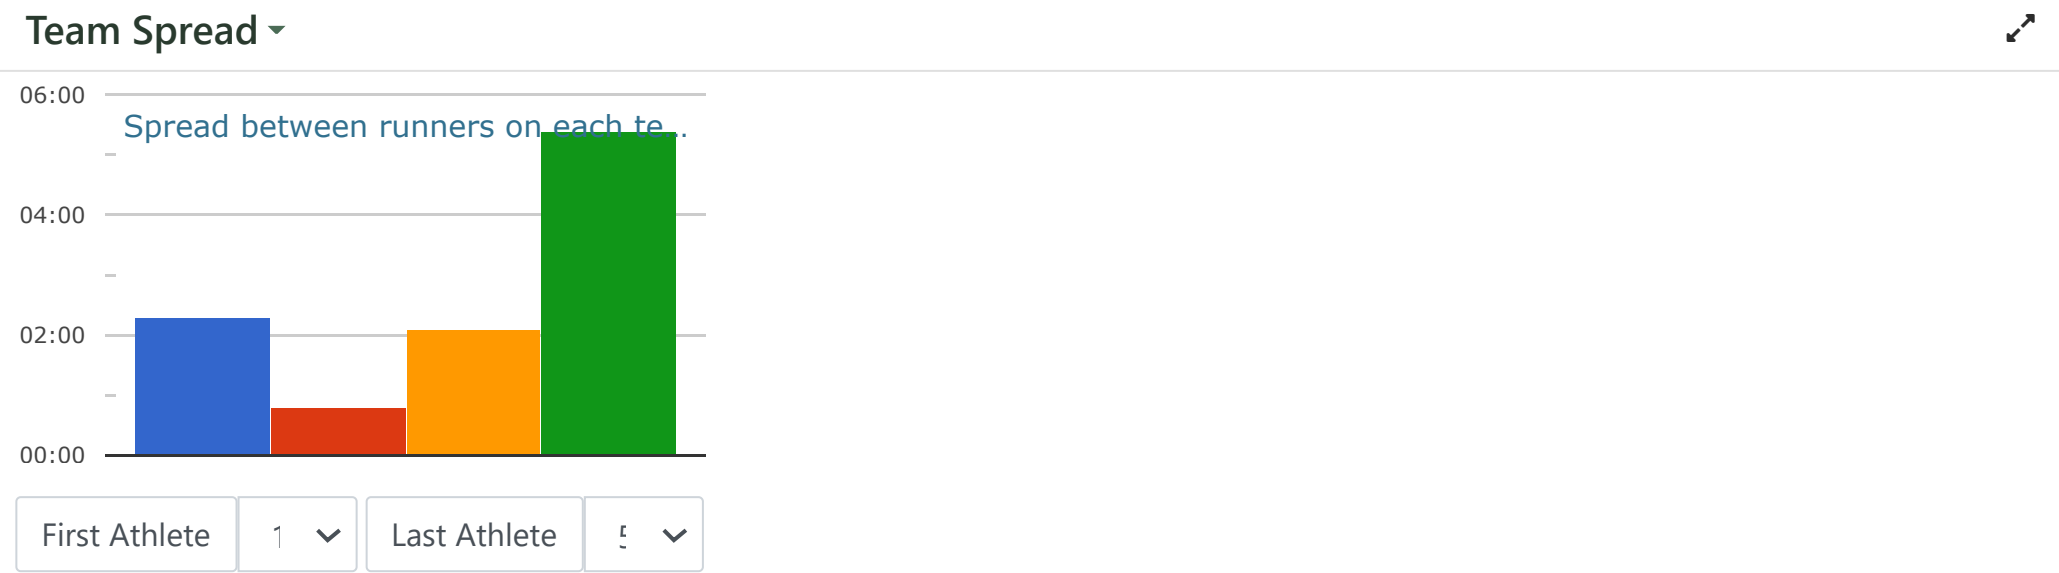 Team Spread
06:00
Spread between runners on each te...
04:00
02:00
00:00
First Athlete 1 Last Athlete 5